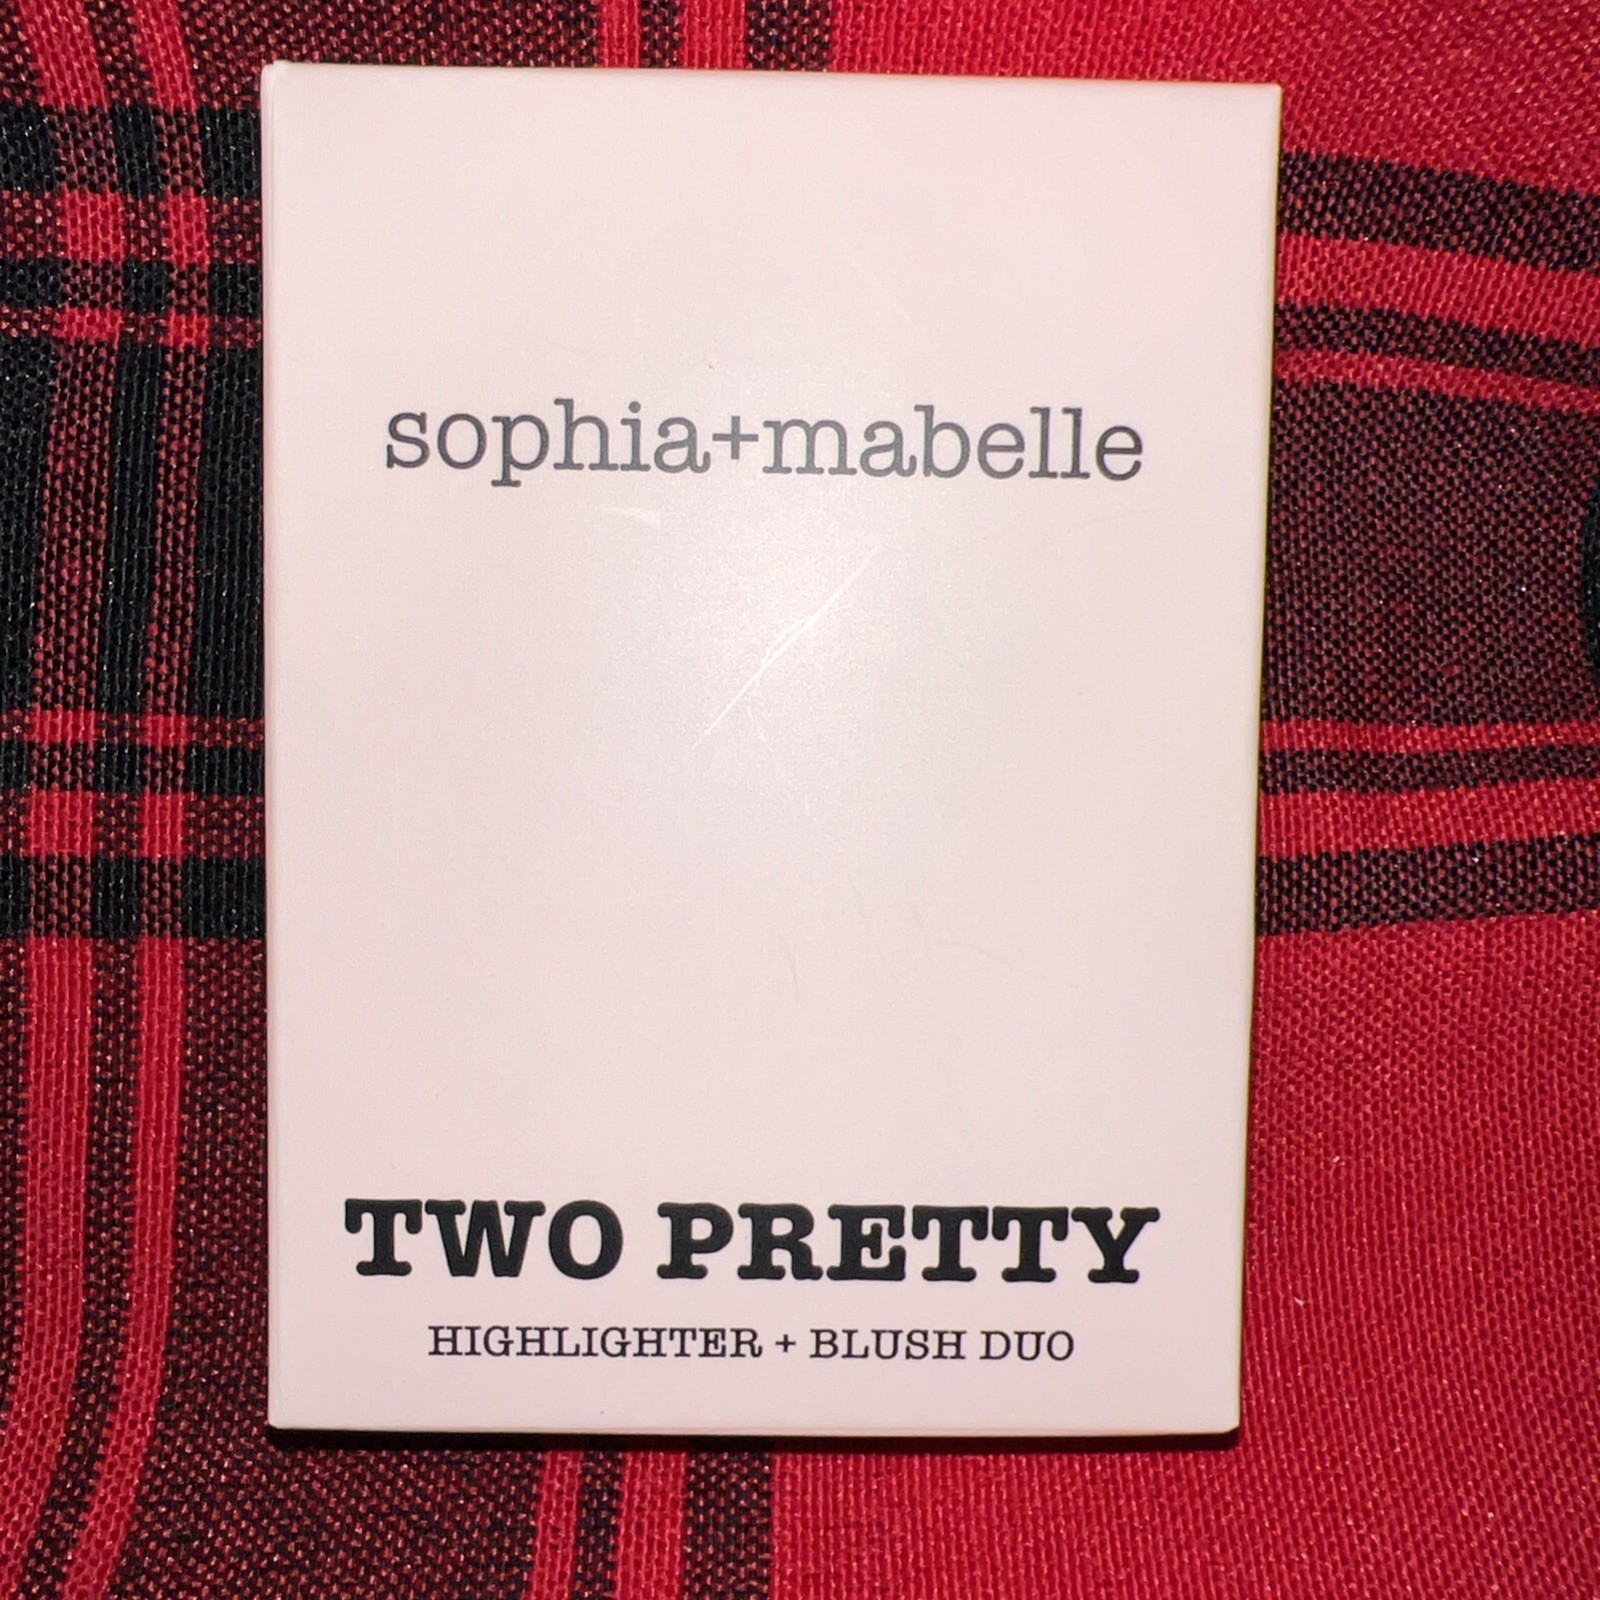 sophia+mabelle
TWO PRETTY
HIGHLIGHTER + BLUSH DUO